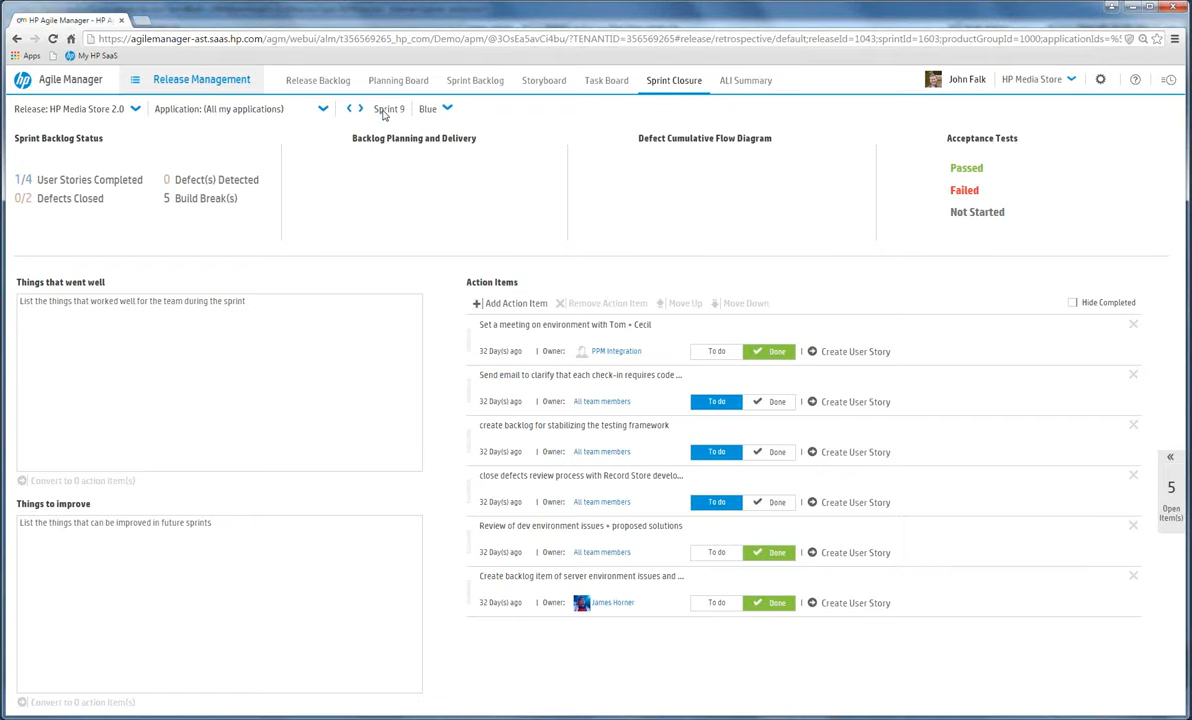 HP Agile Manager
HP Agile Manager - HP Ag
https://agilemanager-ast.saas.hp.com/agm/webui/alm/t356569265_hp_com/Demo/apm/@3OsEa5avCi4bu/?TENANTID=356569265#release/retrospective/default;releaseId=1043;sprintId=1603;productGroupId=1000;applicationIds=%5
Apps My HP SaaS
Agile Manager Release Management Release Backlog Planning Board Sprint Backlog Storyboard Task Board Sprint Closure ALI Summary John Falk HP Media Store
Release: HP Media Store 2.0 Application: (All my applications) Sprint 9 Blue
Sprint Backlog Status Backlog Planning and Delivery Defect Cumulative Flow Diagram Acceptance Tests
1/4 User Stories Completed 0 Defect(s) Detected
0/2 Defects Closed 5 Build Break(s)
Passed
Failed
Not Started
Things that went well
List the things that worked well for the team during the sprint
Convert to 0 action item(s)
Things to improve
List the things that can be improved in future sprints
Convert to 0 action item(s)
Action Items
Add Action Item Remove Action Item Move Up Move Down Hide Completed
Set a meeting on environment with Tom + Cecil
32 Day(s) ago | Owner: PPM Integration To do Done | Create User Story
Send email to clarify that each check-in requires code ...
32 Day(s) ago | Owner: All team members To do Done | Create User Story
create backlog for stabilizing the testing framework
32 Day(s) ago | Owner: All team members To do Done | Create User Story
close defects review process with Record Store develo...
32 Day(s) ago | Owner: All team members To do Done | Create User Story
Review of dev environment issues + proposed solutions
32 Day(s) ago | Owner: All team members To do Done | Create User Story
Create backlog item of server environment issues and ...
32 Day(s) ago | Owner: James Horner To do Done | Create User Story
5
Open
Item(s)